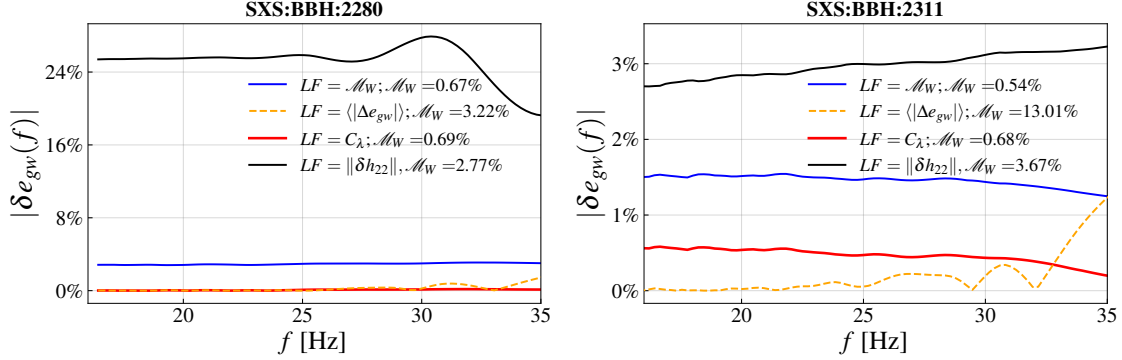 SXS:BBH:2280
|δe_gw(f)|
24%
16%
8%
0%
LF = ℳ_W; ℳ_W =0.67%
LF = ⟨|Δe_gw|⟩; ℳ_W =3.22%
LF = C_λ; ℳ_W =0.69%
LF = ‖δh_22‖, ℳ_W =2.77%
20 25 30 35
f [Hz]
SXS:BBH:2311
|δe_gw(f)|
3%
2%
1%
0%
LF = ℳ_W; ℳ_W =0.54%
LF = ⟨|Δe_gw|⟩; ℳ_W =13.01%
LF = C_λ; ℳ_W =0.68%
LF = ‖δh_22‖, ℳ_W =3.67%
20 25 30 35
f [Hz]